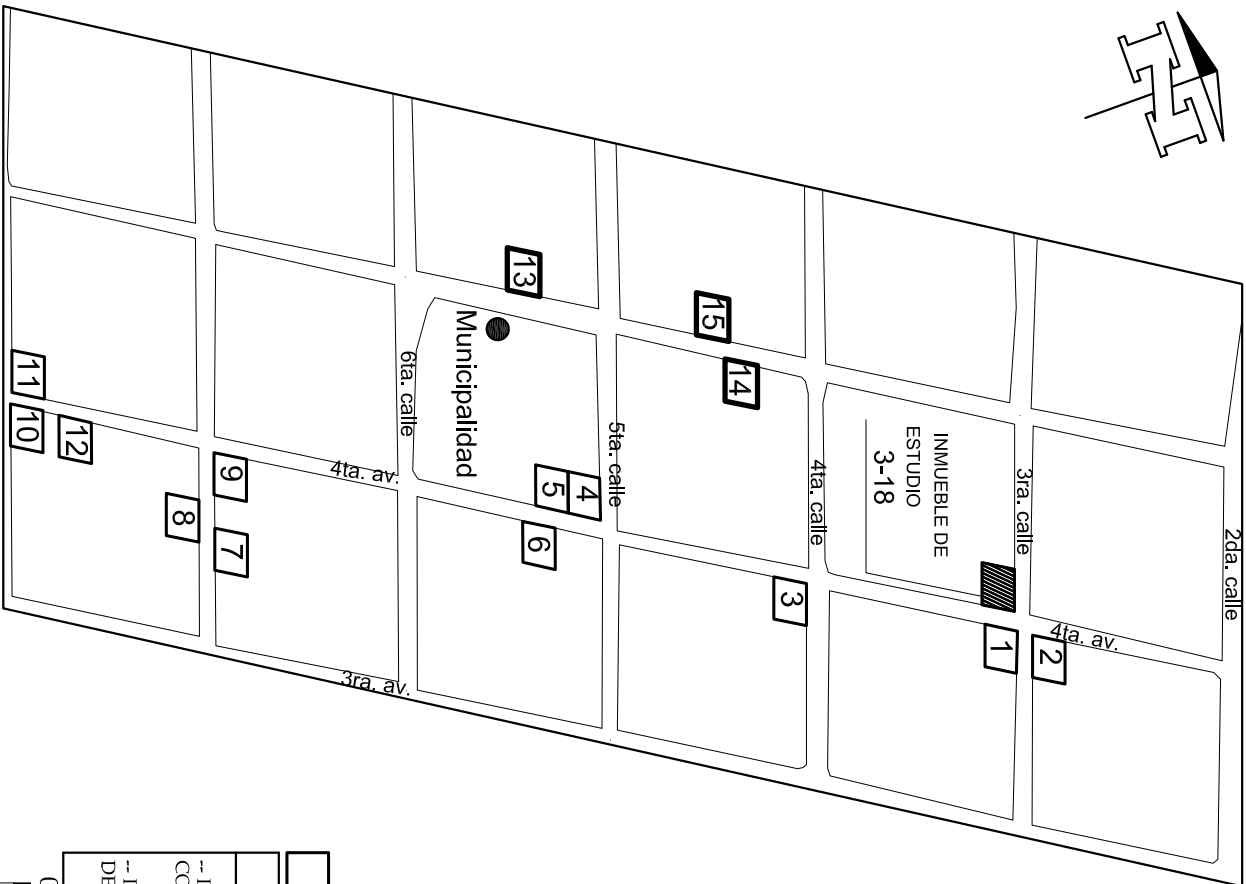 N
2da. calle
3ra. calle
4ta. av.
INMUEBLE DE
ESTUDIO
3-18
4ta. calle
5ta. calle
6ta. calle
Municipalidad
4ta. av.
3ra. av.
1
2
3
4
5
6
7
8
9
10
11
12
13
14
15